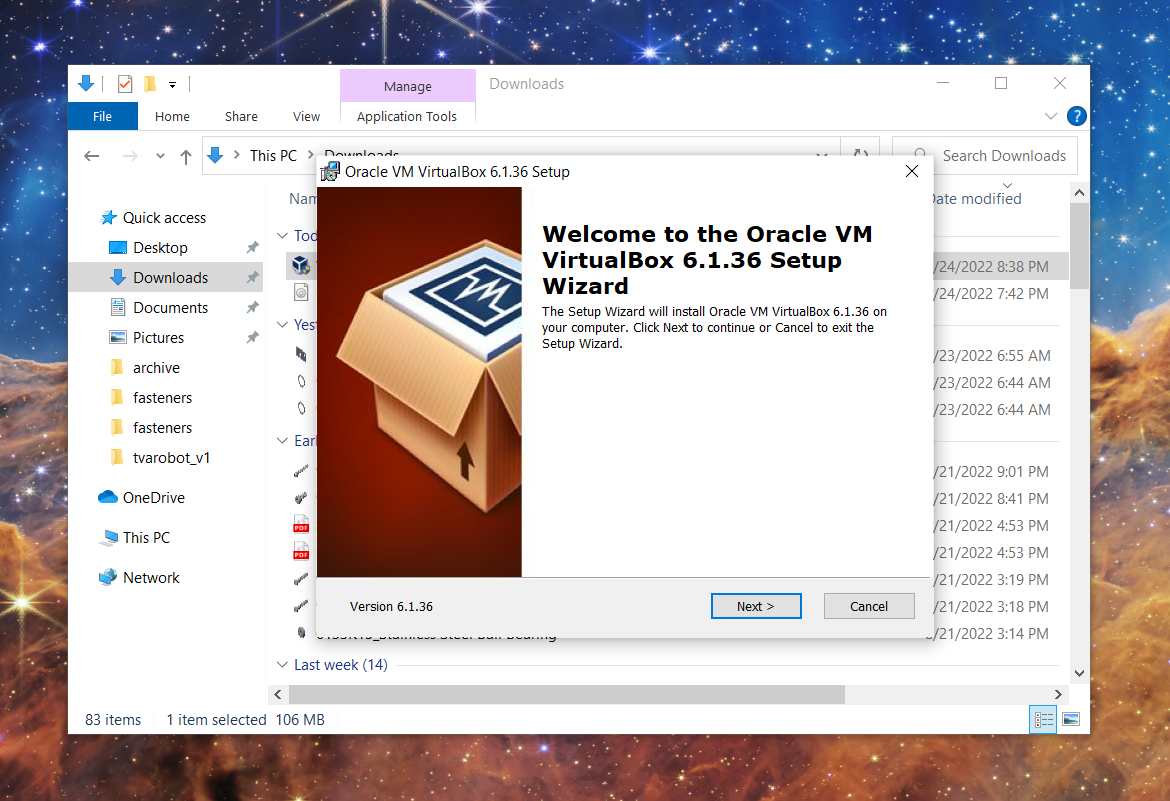 Manage
Downloads
File
Home
Share
View
Application Tools
?
This PC
Downloads
Search Downloads
Oracle VM VirtualBox 6.1.36 Setup
Date modified
Quick access
Desktop
Downloads
Documents
Pictures
archive
fasteners
fasteners
tvarobot_v1
OneDrive
This PC
Network
Welcome to the Oracle VM
VirtualBox 6.1.36 Setup
Wizard
The Setup Wizard will install Oracle VM VirtualBox 6.1.36 on
your computer. Click Next to continue or Cancel to exit the
Setup Wizard.
Version 6.1.36
Next >
Cancel
/24/2022 8:38 PM
/24/2022 7:42 PM
/23/2022 6:55 AM
/23/2022 6:44 AM
/23/2022 6:44 AM
/21/2022 9:01 PM
/21/2022 8:41 PM
PDF
/21/2022 4:53 PM
PDF
/21/2022 4:53 PM
/21/2022 3:19 PM
/21/2022 3:18 PM
/21/2022 3:14 PM
Last week (14)
83 items
1 item selected 106 MB